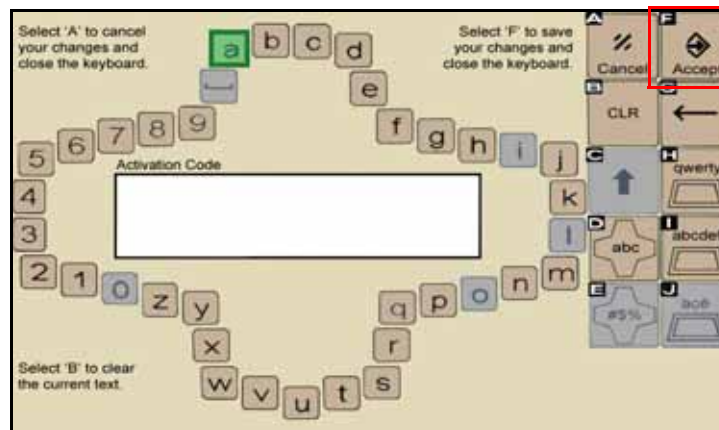 Select 'A' to cancel
your changes and
close the keyboard.
Select 'F' to save
your changes and
close the keyboard.
a b c d e f g h i j k l m n o p q r s t u v w x y z 0 1 2 3 4 5 6 7 8 9
Activation Code
Select 'B' to clear
the current text.
A
Cancel
F
Accept
B
CLR
G
C
H
qwerty
D
abc
I
abcdef
E
#$%
J